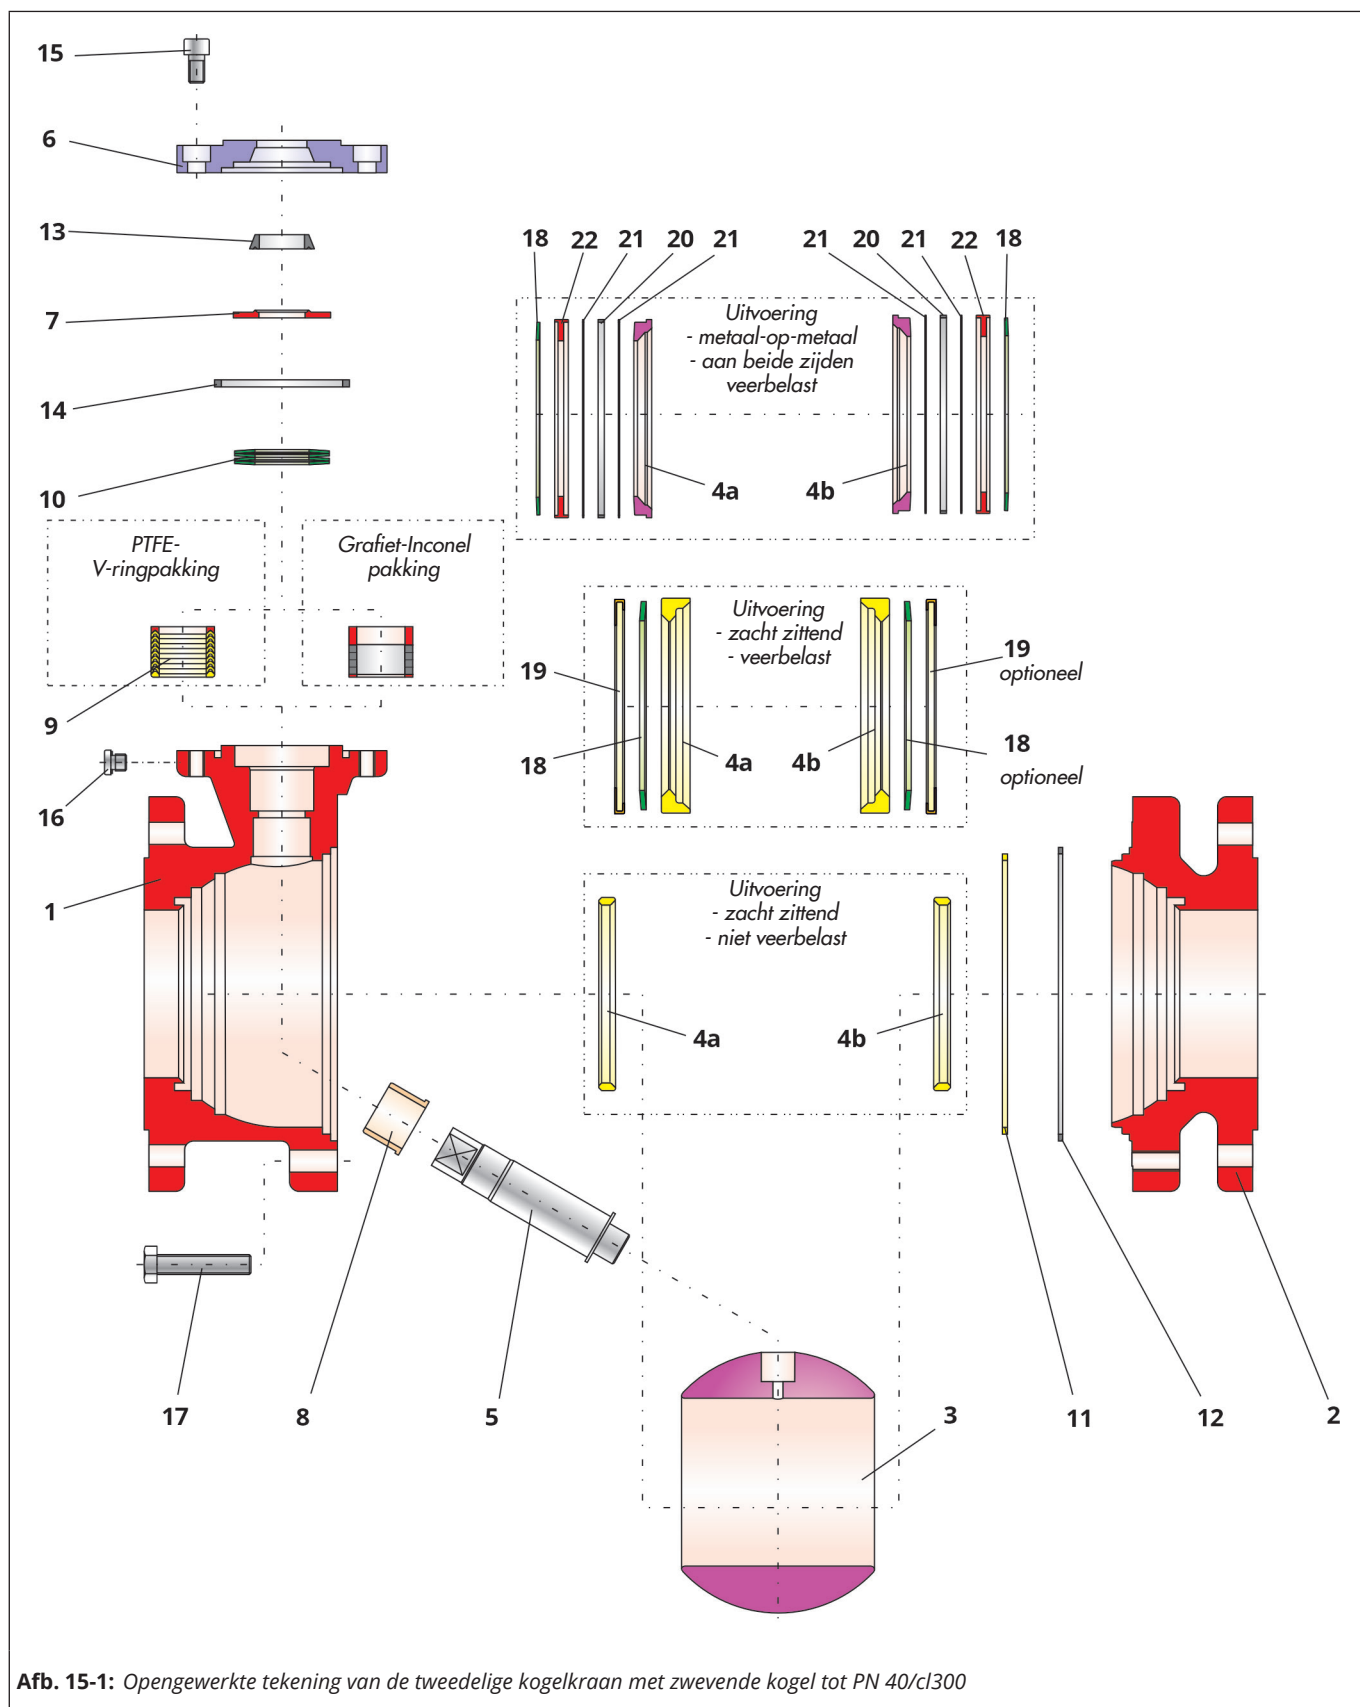 15
6
13
7
14
10
18 22 21 20 21
21 20 21 22 18
Uitvoering
- metaal-op-metaal
- aan beide zijden
veerbelast
4a 4b
PTFE-
V-ringpakking
Grafiet-Inconel
pakking
9
Uitvoering
- zacht zittend
- veerbelast
19
19
optioneel
18
4a 4b
18
optioneel
16
1
Uitvoering
- zacht zittend
- niet veerbelast
4a 4b
17 8 5 3 11 12 2
Afb. 15-1: Opengewerkte tekening van de tweedelige kogelkraan met zwevende kogel tot PN 40/cl300